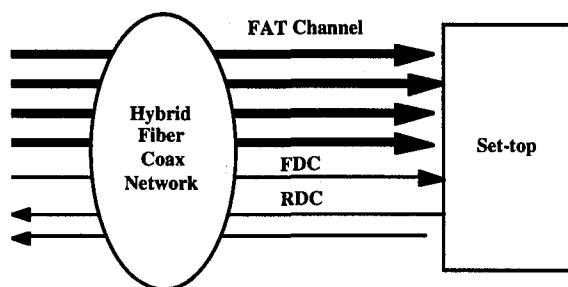 FAT Channel
Hybrid
Fiber
Coax
Network
Set-top
FDC
RDC